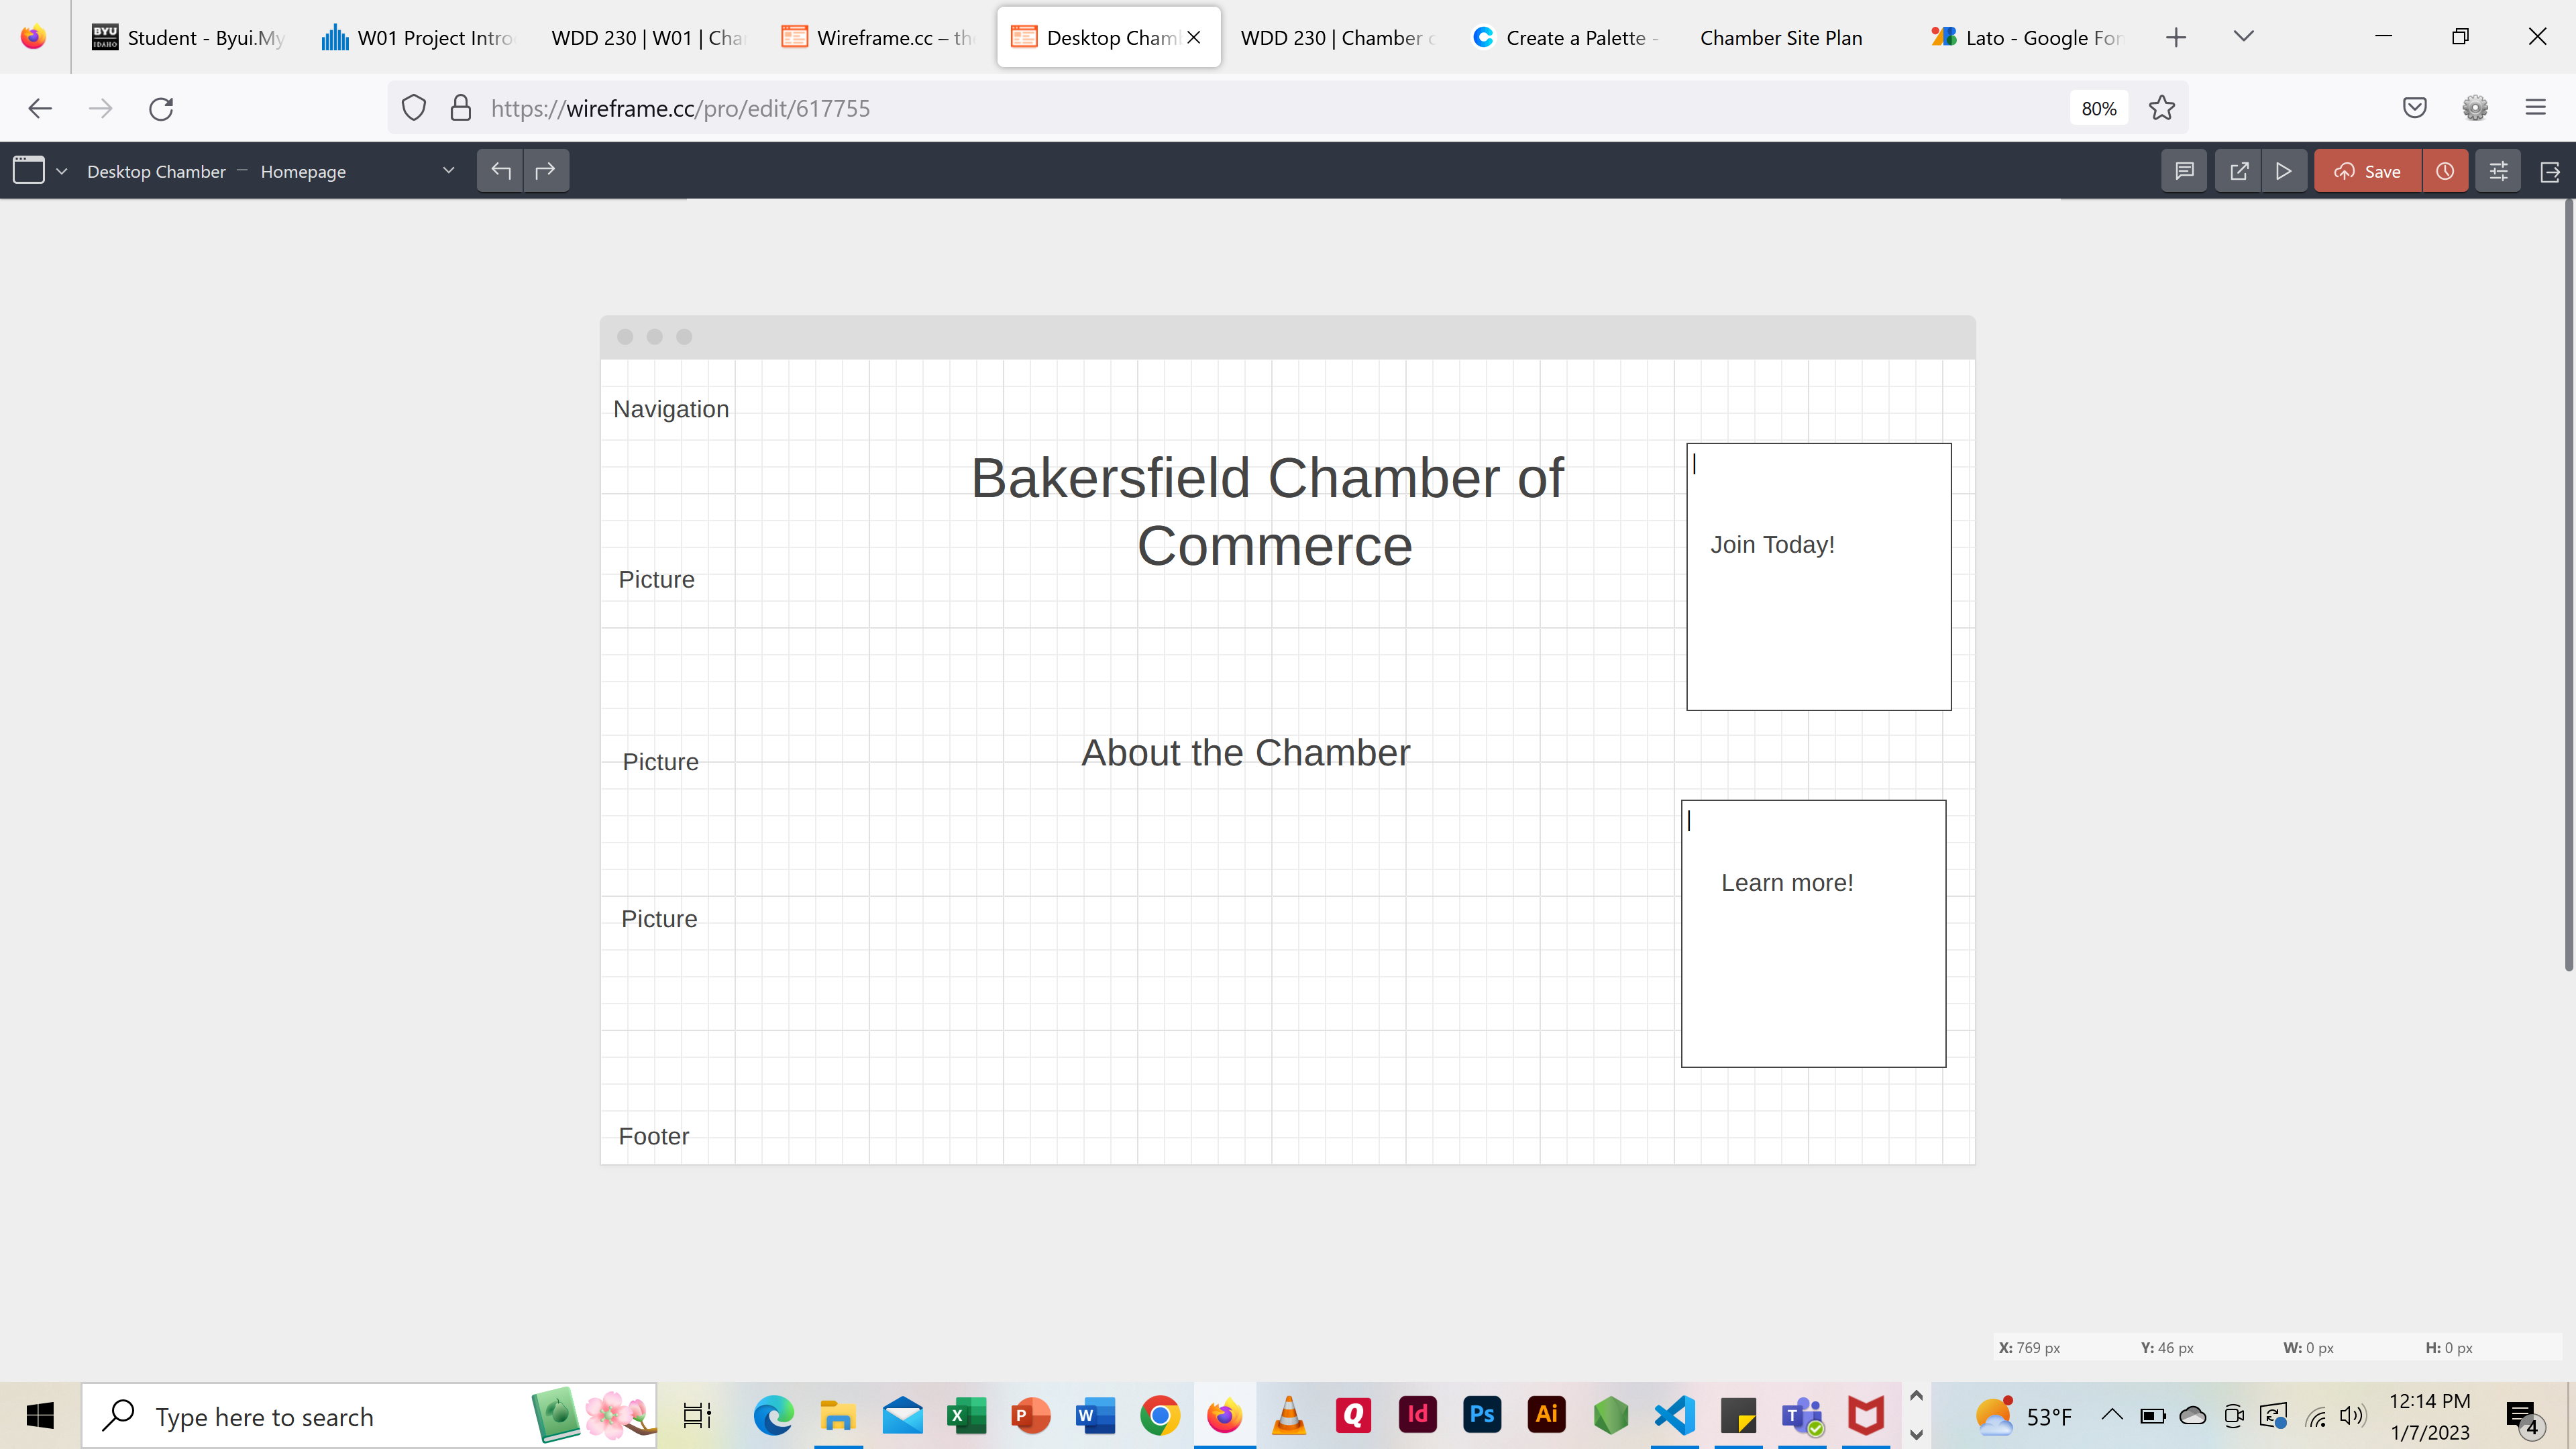 Student - Byui.My
W01 Project Intro
WDD 230 | W01 | Cha
Wireframe.cc – the
Desktop Chaml
WDD 230 | Chamber o
Create a Palette -
Chamber Site Plan
Lato - Google Fon
https://wireframe.cc/pro/edit/617755
80%
Desktop Chamber – Homepage
Save
Navigation
Bakersfield Chamber of
Commerce
Join Today!
Picture
About the Chamber
Picture
Learn more!
Picture
Footer
X: 769 px
Y: 46 px
W: 0 px
H: 0 px
Type here to search
53°F
12:14 PM
1/7/2023
4